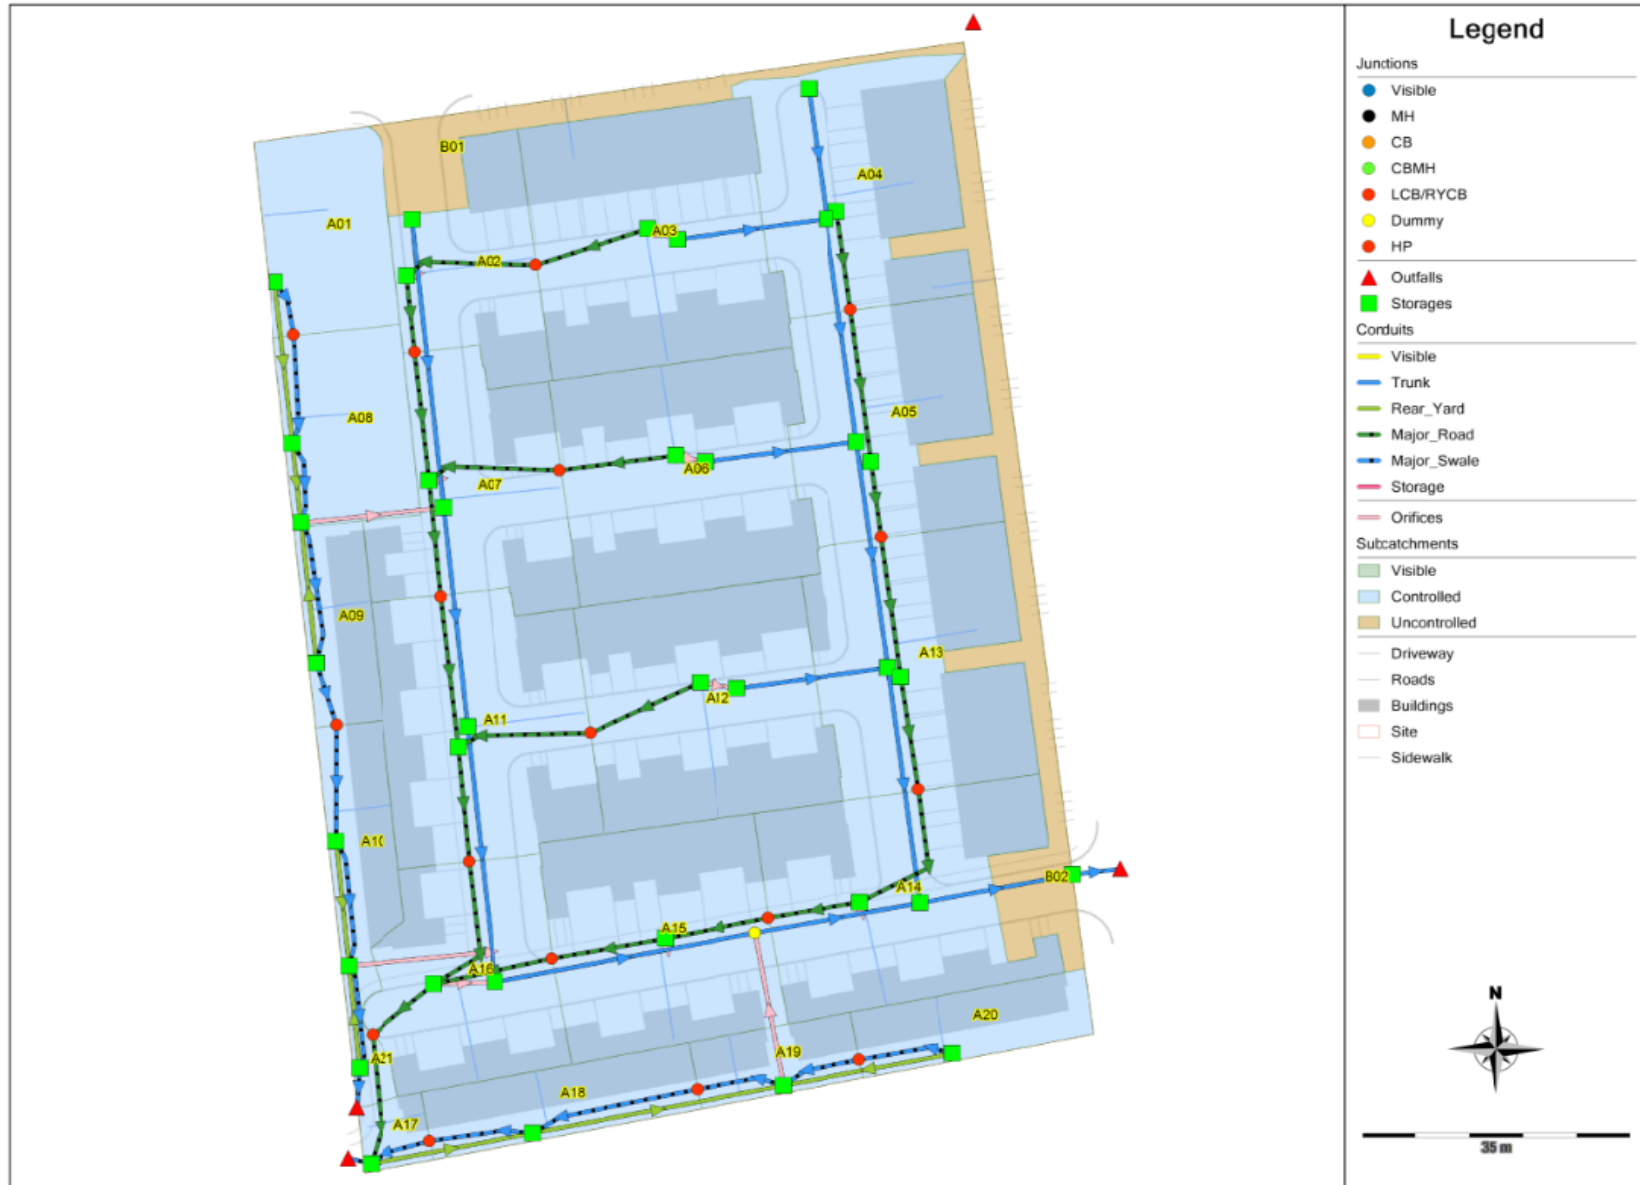 Legend
Junctions
Visible
MH
CB
CBMH
LCB/RYCB
Dummy
HP
Outfalls
Storages
Conduits
Visible
Trunk
Rear_Yard
Major_Road
Major_Swale
Storage
Orifices
Subcatchments
Visible
Controlled
Uncontrolled
Driveway
Roads
Buildings
Site
Sidewalk
N
35 m
B01
A04
A01
A03
A02
A05
A08
A06
A07
A09
A13
A12
A11
A10
B02
A14
A15
A16
A20
A19
A21
A18
A17